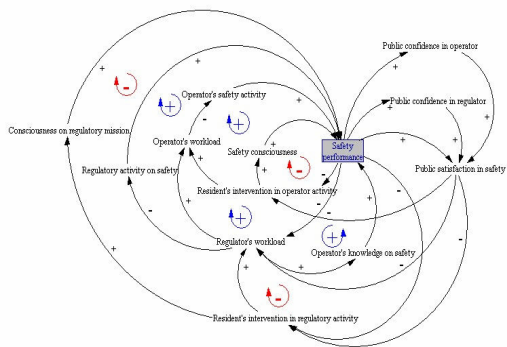 Public confidence in operator
Public confidence in regulator
Operator's safety activity
Consciousness on regulatory mission
Operator's workload
Safety consciousness
Safety
performance
Regulatory activity on safety
Public satisfaction in safety
Resident's intervention in operator activity
Regulator's workload
Operator's knowledge on safety
Resident's intervention in regulatory activity